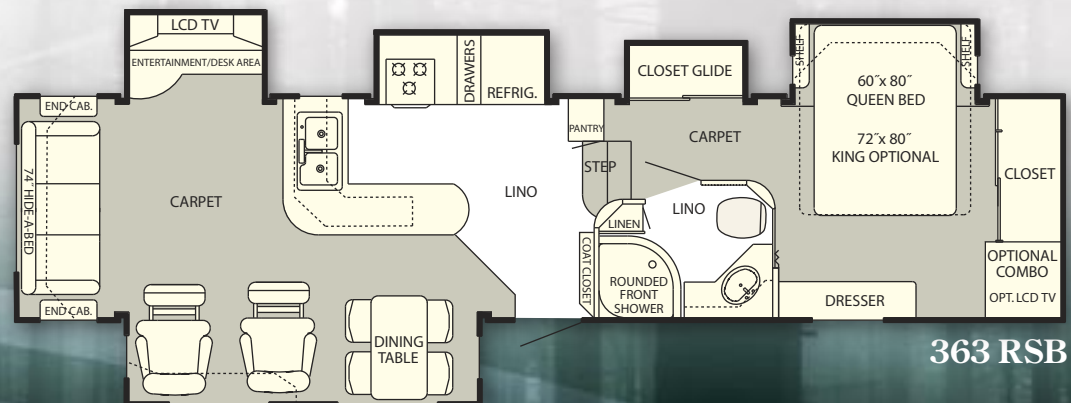 LCD TV
ENTERTAINMENT/DESK AREA
END CAB.
74" HIDE-A-BED
CARPET
END CAB.
DINING
TABLE
DRAWERS
REFRIG.
LINO
PANTRY
STEP
CLOSET GLIDE
CARPET
LINO
LINEN
COAT CLOSET
ROUNDED
FRONT
SHOWER
SHELF
SHELF
60˝x 80˝
QUEEN BED
72˝x 80˝
KING OPTIONAL
CLOSET
OPTIONAL
COMBO
OPT. LCD TV
DRESSER
363 RSB